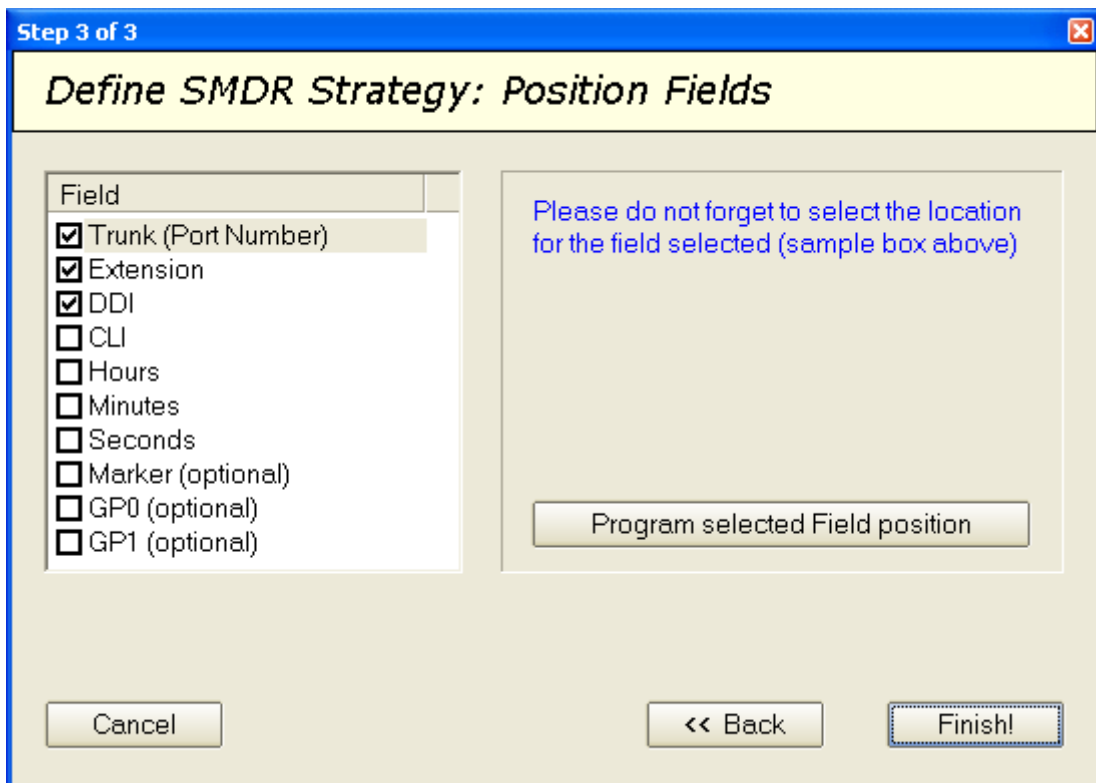 Step 3 of 3
Define SMDR Strategy: Position Fields
Field
Trunk (Port Number)
Extension
DDI
CLI
Hours
Minutes
Seconds
Marker (optional)
GP0 (optional)
GP1 (optional)
Please do not forget to select the location
for the field selected (sample box above)
Program selected Field position
Cancel
<< Back
Finish!